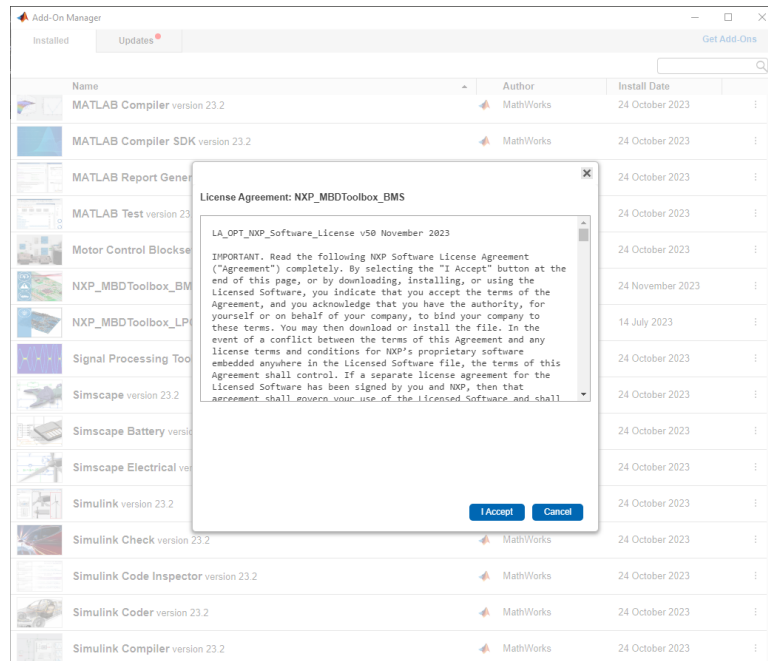 Add-On Manager
Installed Updates Get Add-Ons
Name Author Install Date
MATLAB Compiler version 23.2 MathWorks 24 October 2023
MATLAB Compiler SDK version 23.2 MathWorks 24 October 2023
MATLAB Report Gener 24 October 2023
MATLAB Test version 23 24 October 2023
Motor Control Blockse 24 October 2023
NXP_MBDToolbox_BM 24 November 2023
NXP_MBDToolbox_LP 14 July 2023
Signal Processing Too 24 October 2023
Simscape version 23.2 24 October 2023
Simscape Battery versi 24 October 2023
Simscape Electrical ver 24 October 2023
Simulink version 23.2 24 October 2023
Simulink Check version 23.2 MathWorks 24 October 2023
Simulink Code Inspector version 23.2 MathWorks 24 October 2023
Simulink Coder version 23.2 MathWorks 24 October 2023
Simulink Compiler version 23.2 MathWorks 24 October 2023
License Agreement: NXP_MBDToolbox_BMS
LA_OPT_NXP_Software_License v50 November 2023
IMPORTANT. Read the following NXP Software License Agreement
("Agreement") completely. By selecting the "I Accept" button at the
end of this page, or by downloading, installing, or using the
Licensed Software, you indicate that you accept the terms of the
Agreement, and you acknowledge that you have the authority, for
yourself or on behalf of your company, to bind your company to
these terms. You may then download or install the file. In the
event of a conflict between the terms of this Agreement and any
license terms and conditions for NXP's proprietary software
embedded anywhere in the Licensed Software file, the terms of this
Agreement shall control. If a separate license agreement for the
Licensed Software has been signed by you and NXP, then that
agreement shall govern your use of the Licensed Software and shall
I Accept Cancel